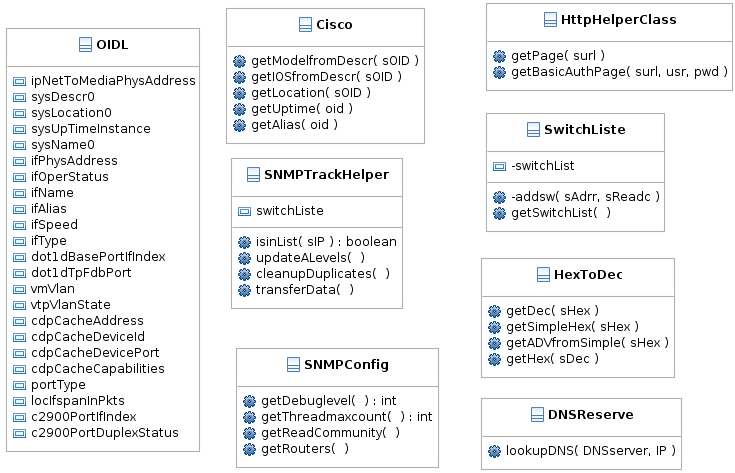 OIDL
ipNetToMediaPhysAddress
sysDescr0
sysLocation0
sysUpTimeInstance
sysName0
ifPhysAddress
ifOperStatus
ifName
ifAlias
ifSpeed
ifType
dot1dBasePortIfIndex
dot1dTpFdbPort
vmVlan
vtpVlanState
cdpCacheAddress
cdpCacheDeviceId
cdpCacheDevicePort
cdpCacheCapabilities
portType
locIfspanInPkts
c2900PortIfIndex
c2900PortDuplexStatus
Cisco
getModelfromDescr( sOID )
getIOSfromDescr( sOID )
getLocation( sOID )
getUptime( oid )
getAlias( oid )
SNMPTrackHelper
switchListe
isinList( sIP ) : boolean
updateALevels(  )
cleanupDuplicates(  )
transferData(  )
SNMPConfig
getDebuglevel(  ) : int
getThreadmaxcount(  ) : int
getReadCommunity(  )
getRouters(  )
HttpHelperClass
getPage( surl )
getBasicAuthPage( surl, usr, pwd )
SwitchListe
-switchList
-addsw( sAdrr, sReadc )
getSwitchList(  )
HexToDec
getDec( sHex )
getSimpleHex( sHex )
getADVfromSimple( sHex )
getHex( sDec )
DNSReserve
lookupDNS( DNSserver, IP )